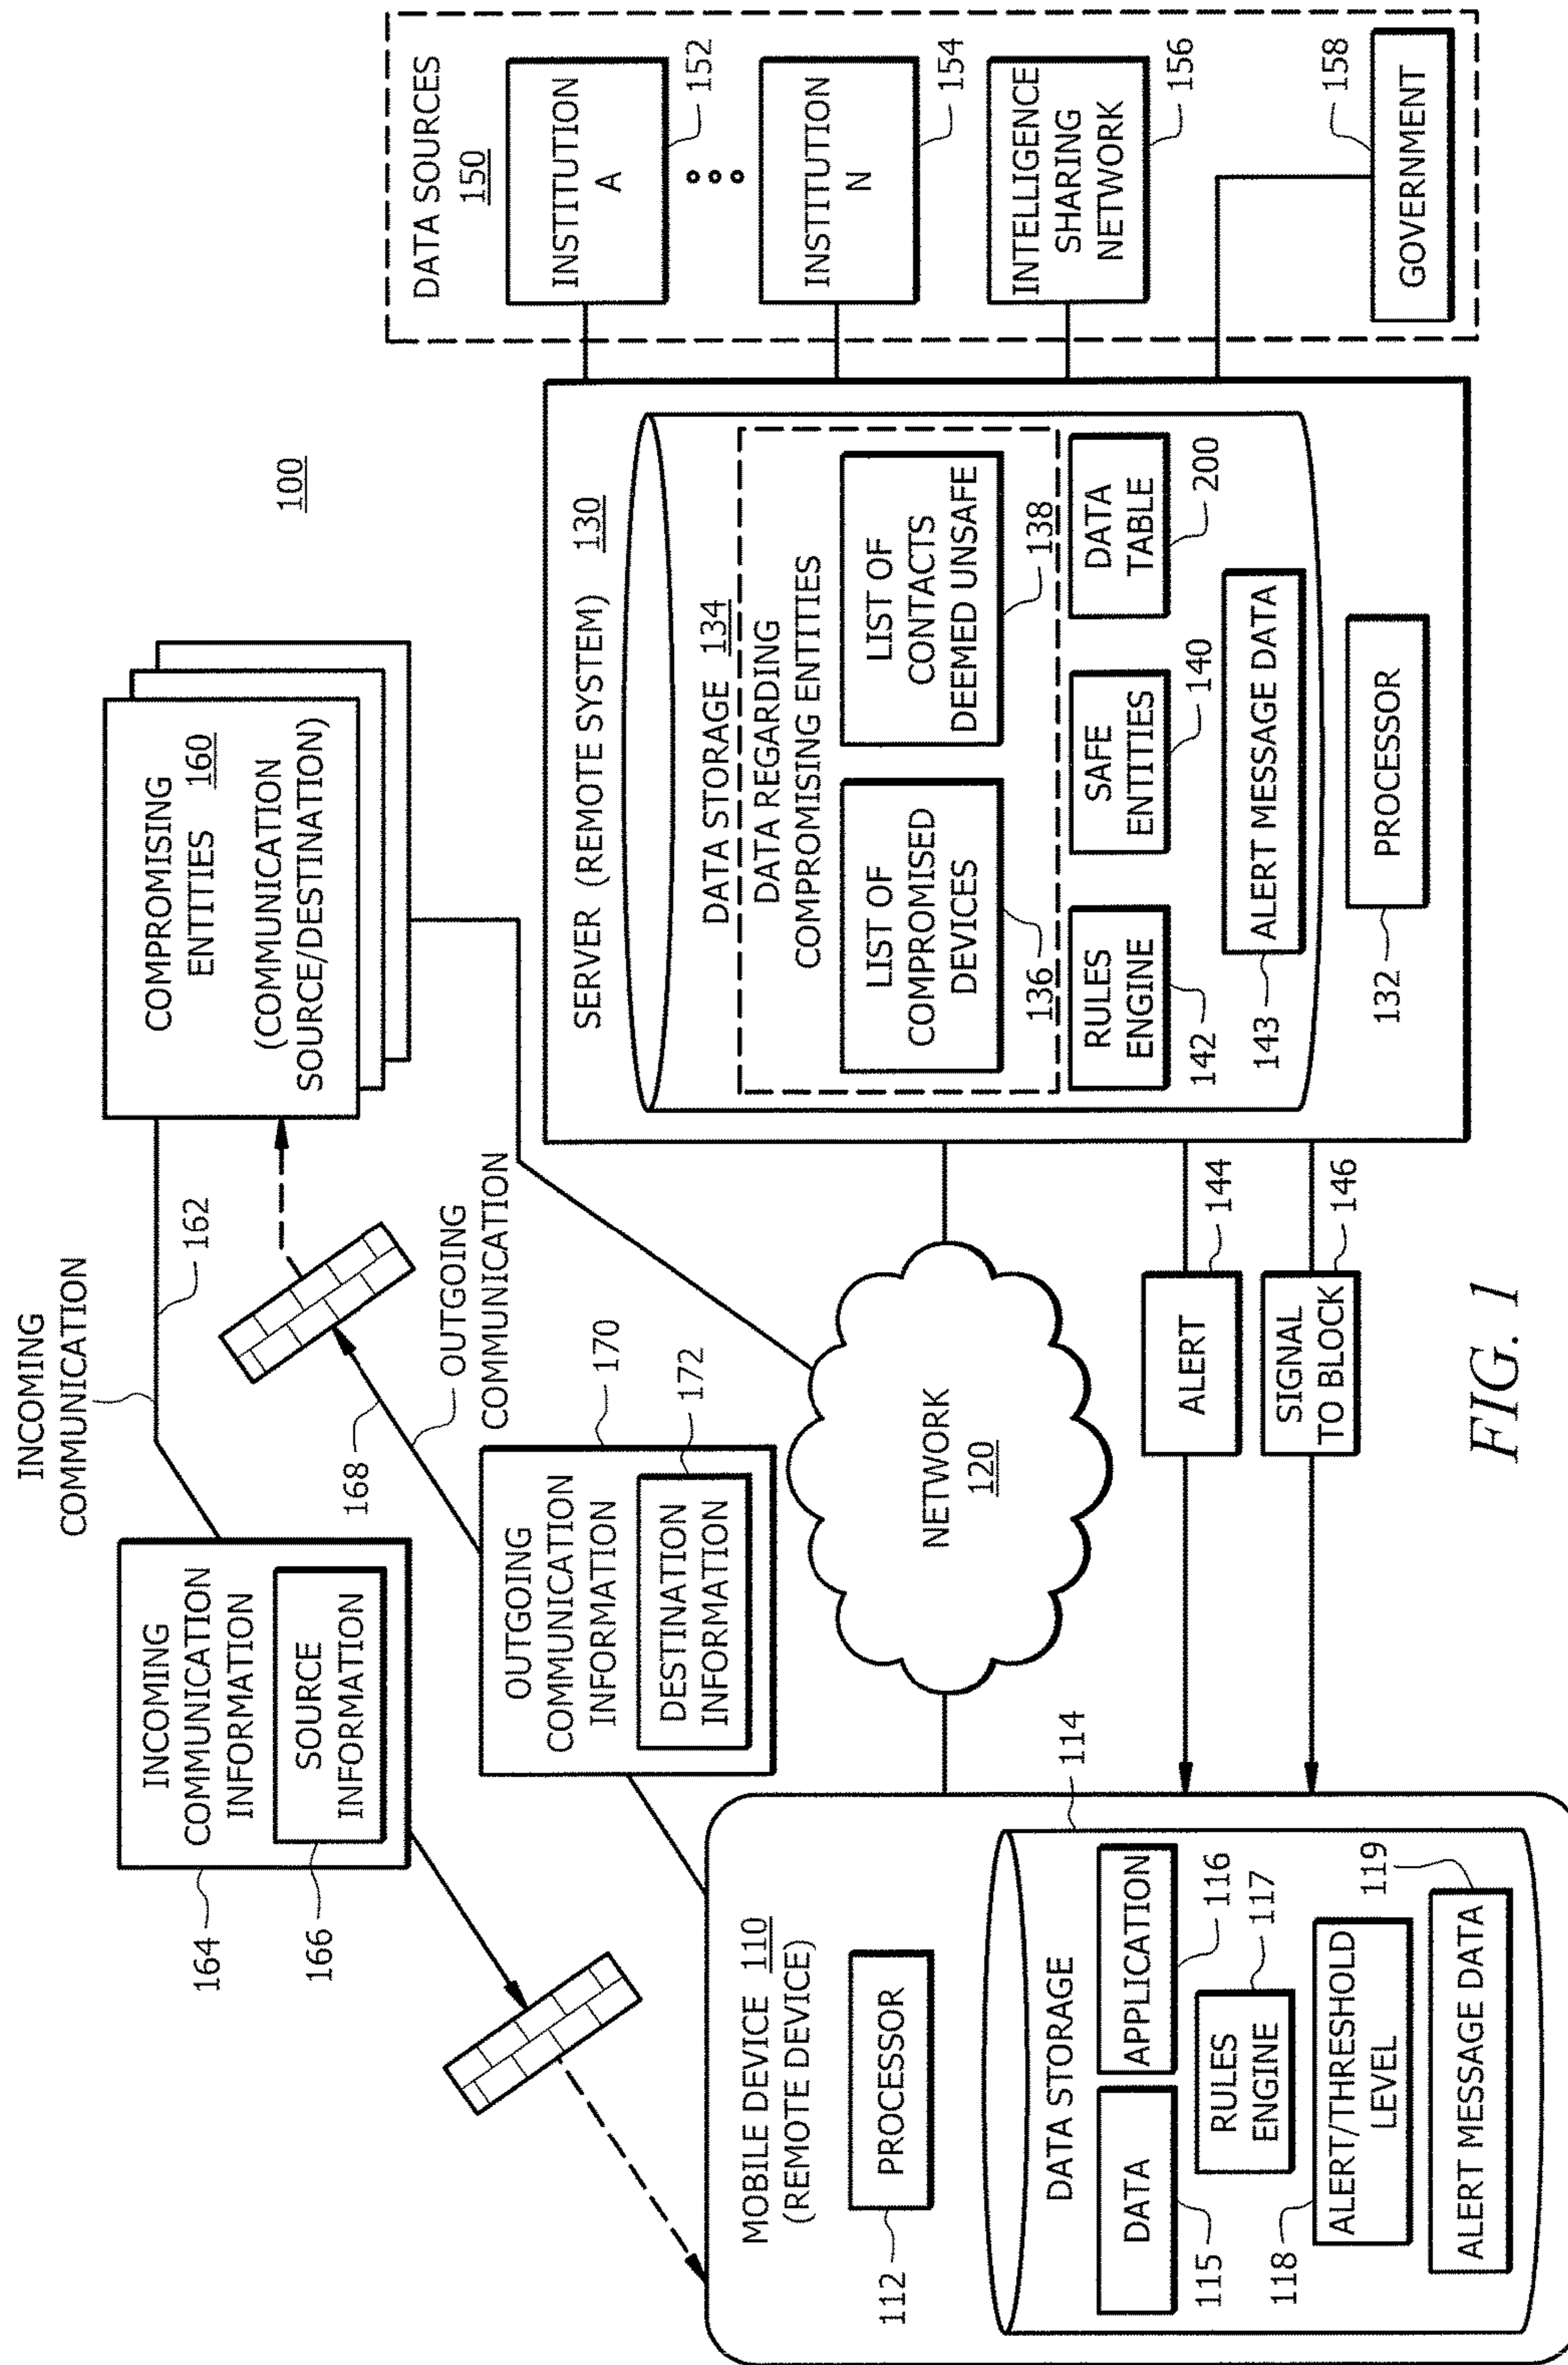 100
INCOMING
COMMUNICATION
162
164
166
INCOMING
COMMUNICATION
INFORMATION
SOURCE
INFORMATION
168
OUTGOING
COMMUNICATION
170
172
OUTGOING
COMMUNICATION
INFORMATION
DESTINATION
INFORMATION
COMPROMISING
ENTITIES 160
(COMMUNICATION
SOURCE/DESTINATION)
MOBILE DEVICE 110
(REMOTE DEVICE)
PROCESSOR
112
114
DATA STORAGE
DATA
115
APPLICATION
116
RULES
ENGINE
117
118
ALERT/THRESHOLD
LEVEL
119
ALERT MESSAGE DATA
NETWORK
120
ALERT
144
SIGNAL
TO BLOCK
146
SERVER (REMOTE SYSTEM) 130
DATA STORAGE 134
DATA REGARDING
COMPROMISING ENTITIES
LIST OF
COMPROMISED
DEVICES
136
LIST OF
CONTACTS
DEEMED UNSAFE
138
RULES
ENGINE
142
SAFE
ENTITIES
140
DATA
TABLE
200
143
ALERT MESSAGE DATA
132
PROCESSOR
DATA SOURCES
150
INSTITUTION
A
152
INSTITUTION
N
154
INTELLIGENCE
SHARING
NETWORK
156
158
GOVERNMENT
FIG. 1